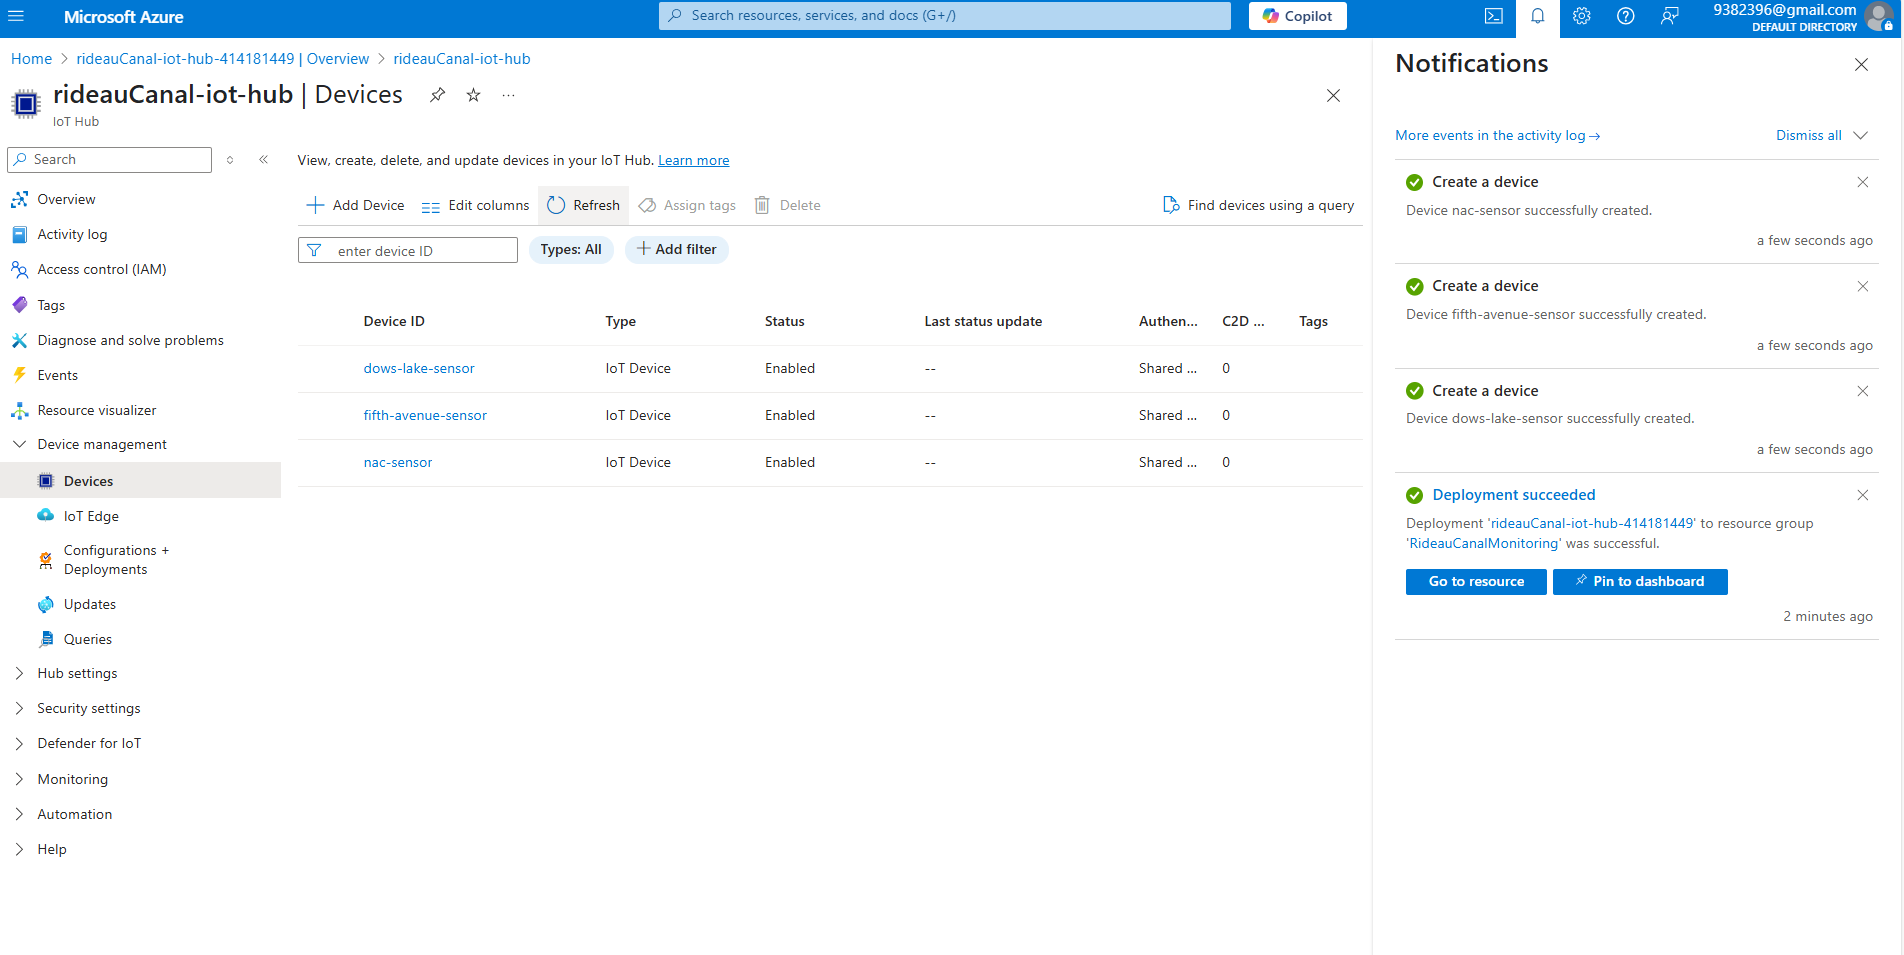 Microsoft Azure
Search resources, services, and docs (G+/)
Copilot
9382396@gmail.com
DEFAULT DIRECTORY
Home > rideauCanal-iot-hub-414181449 | Overview > rideauCanal-iot-hub
rideauCanal-iot-hub | Devices
IoT Hub
Search
Overview
Activity log
Access control (IAM)
Tags
Diagnose and solve problems
Events
Resource visualizer
Device management
Devices
IoT Edge
Configurations +
Deployments
Updates
Queries
Hub settings
Security settings
Defender for IoT
Monitoring
Automation
Help
View, create, delete, and update devices in your IoT Hub. Learn more
Add Device Edit columns Refresh Assign tags Delete Find devices using a query
enter device ID Types: All Add filter
Device ID Type Status Last status update Authen... C2D ... Tags
dows-lake-sensor IoT Device Enabled -- Shared ... 0
fifth-avenue-sensor IoT Device Enabled -- Shared ... 0
nac-sensor IoT Device Enabled -- Shared ... 0
Notifications
More events in the activity log → Dismiss all
Create a device
Device nac-sensor successfully created.
a few seconds ago
Create a device
Device fifth-avenue-sensor successfully created.
a few seconds ago
Create a device
Device dows-lake-sensor successfully created.
a few seconds ago
Deployment succeeded
Deployment 'rideauCanal-iot-hub-414181449' to resource group
'RideauCanalMonitoring' was successful.
Go to resource Pin to dashboard
2 minutes ago